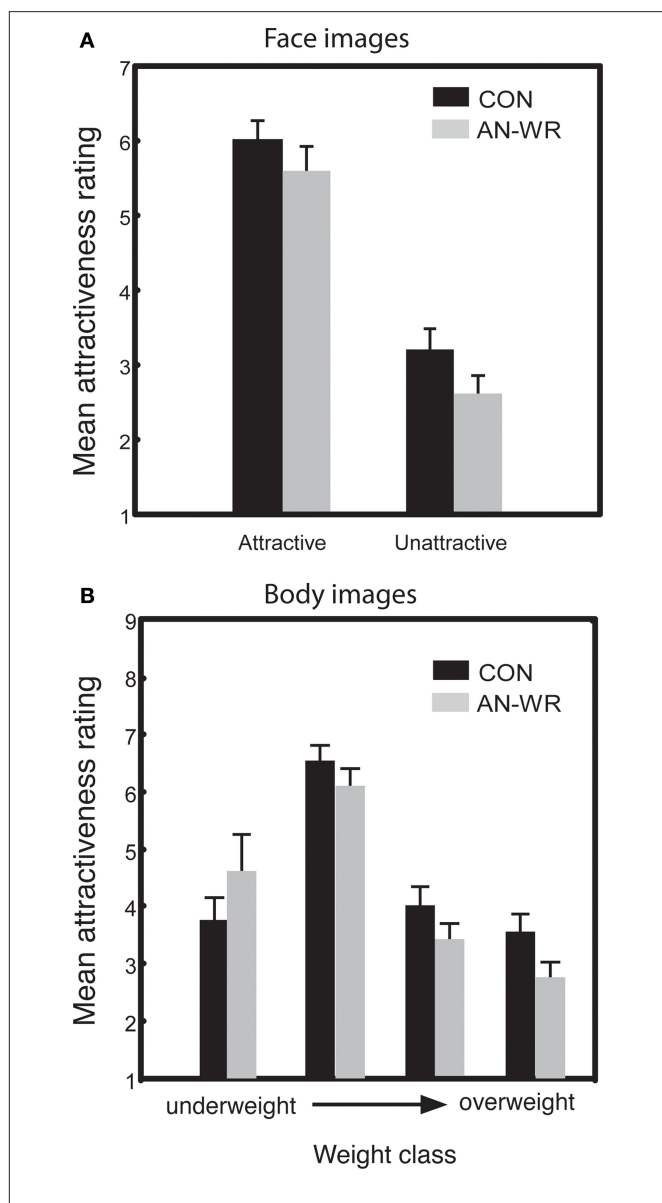 A
Face images
7
6
5
4
3
2
1
Mean attractiveness rating
CON
AN-WR
Attractive
Unattractive
B
Body images
9
8
7
6
5
4
3
2
1
Mean attractiveness rating
CON
AN-WR
underweight
overweight
Weight class